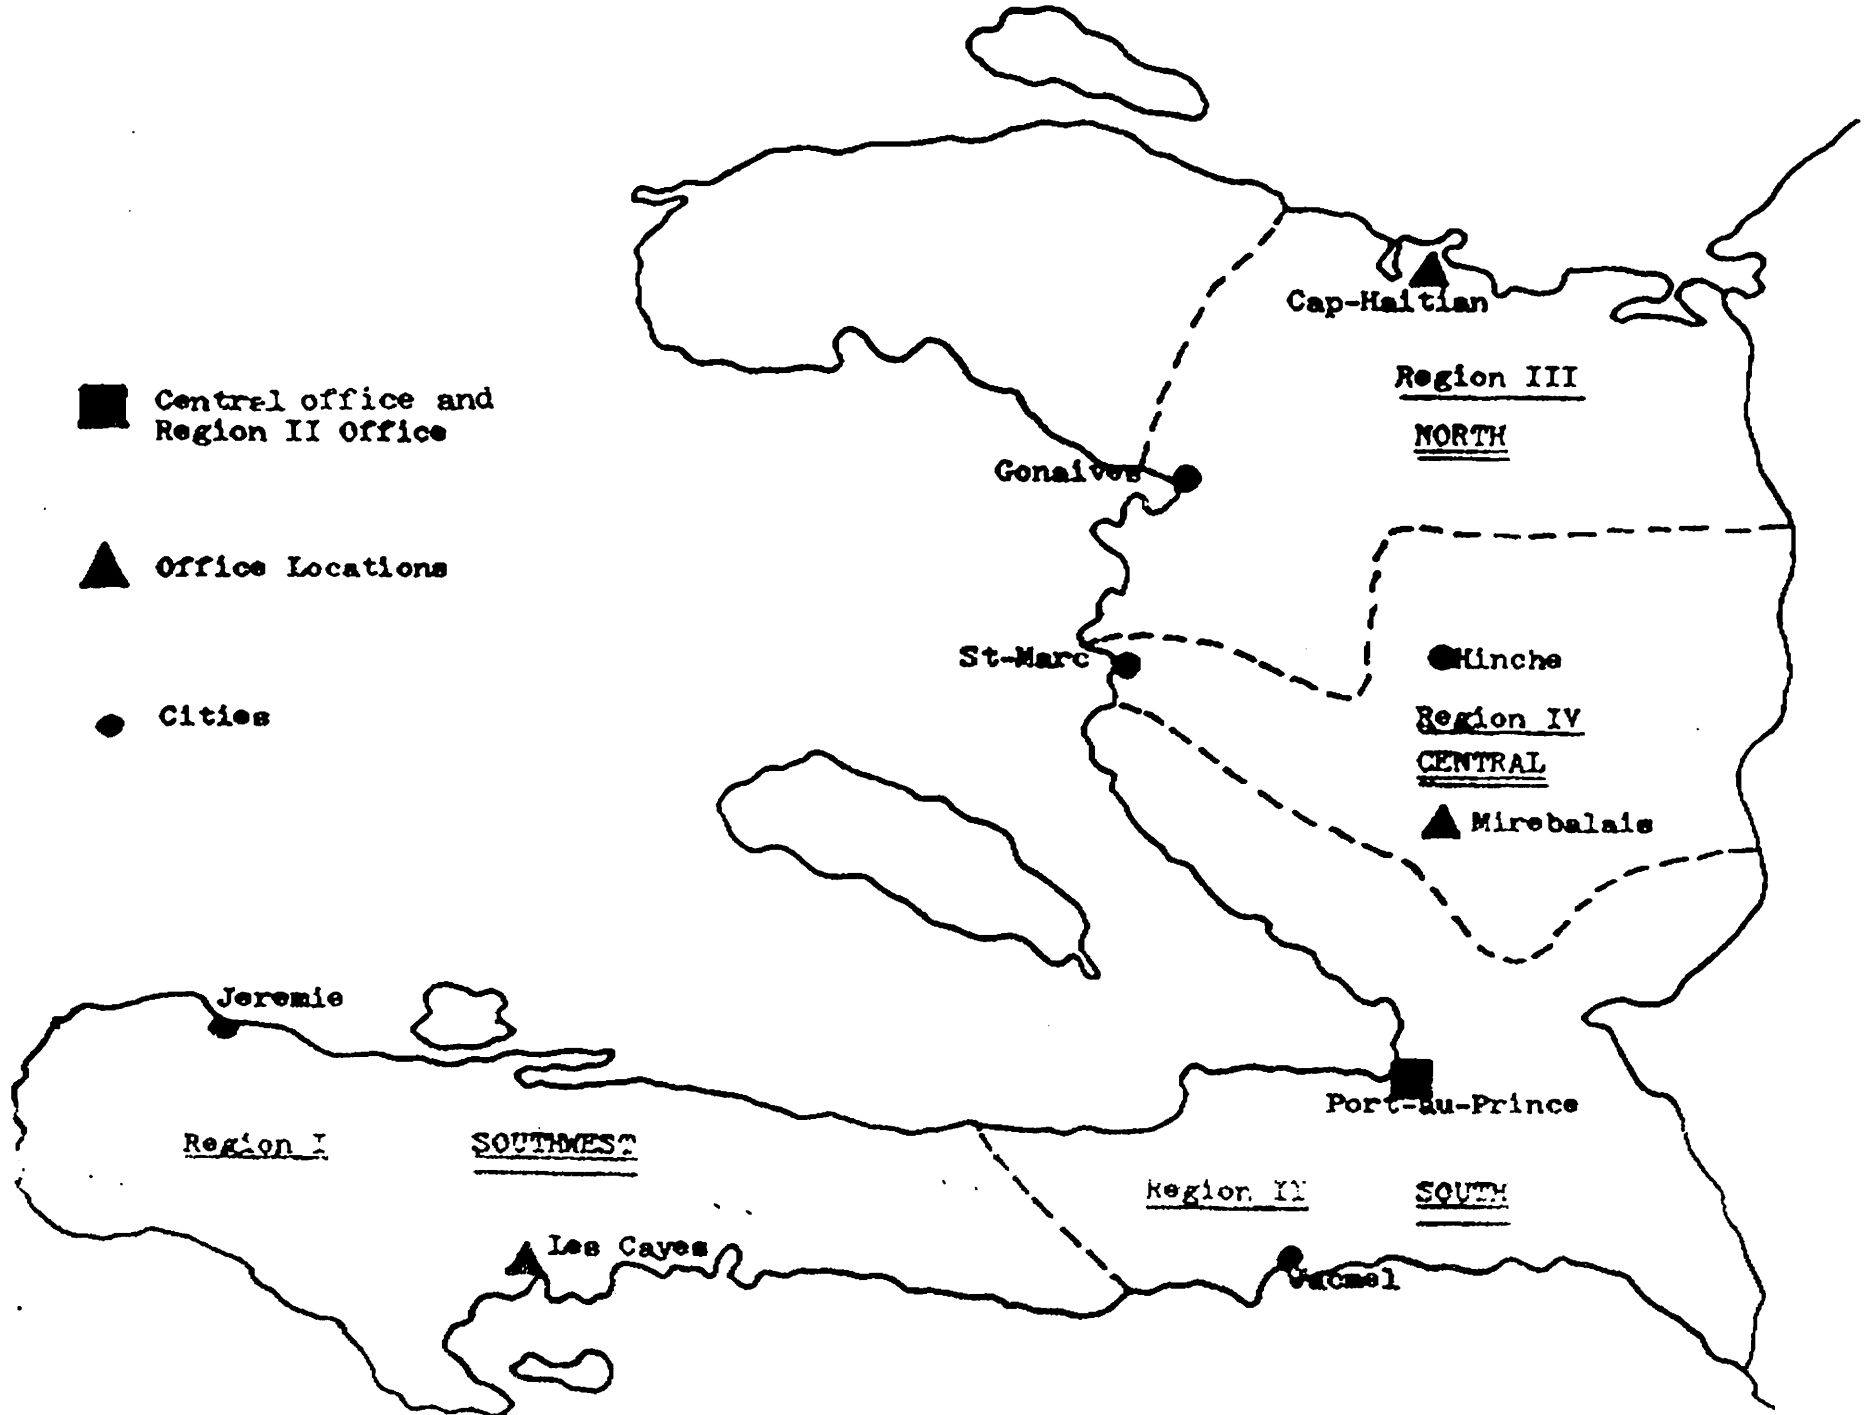 Cap-Haitian
Region III
NORTH
Central office and
Region II Office
Gonaives
Office Locations
St-Marc
Hinche
Cities
Region IV
CENTRAL
Mirebalais
Jeremie
Port-au-Prince
Region I
SOUTHWEST
Region II
SOUTH
Les Cayes
Jacmel